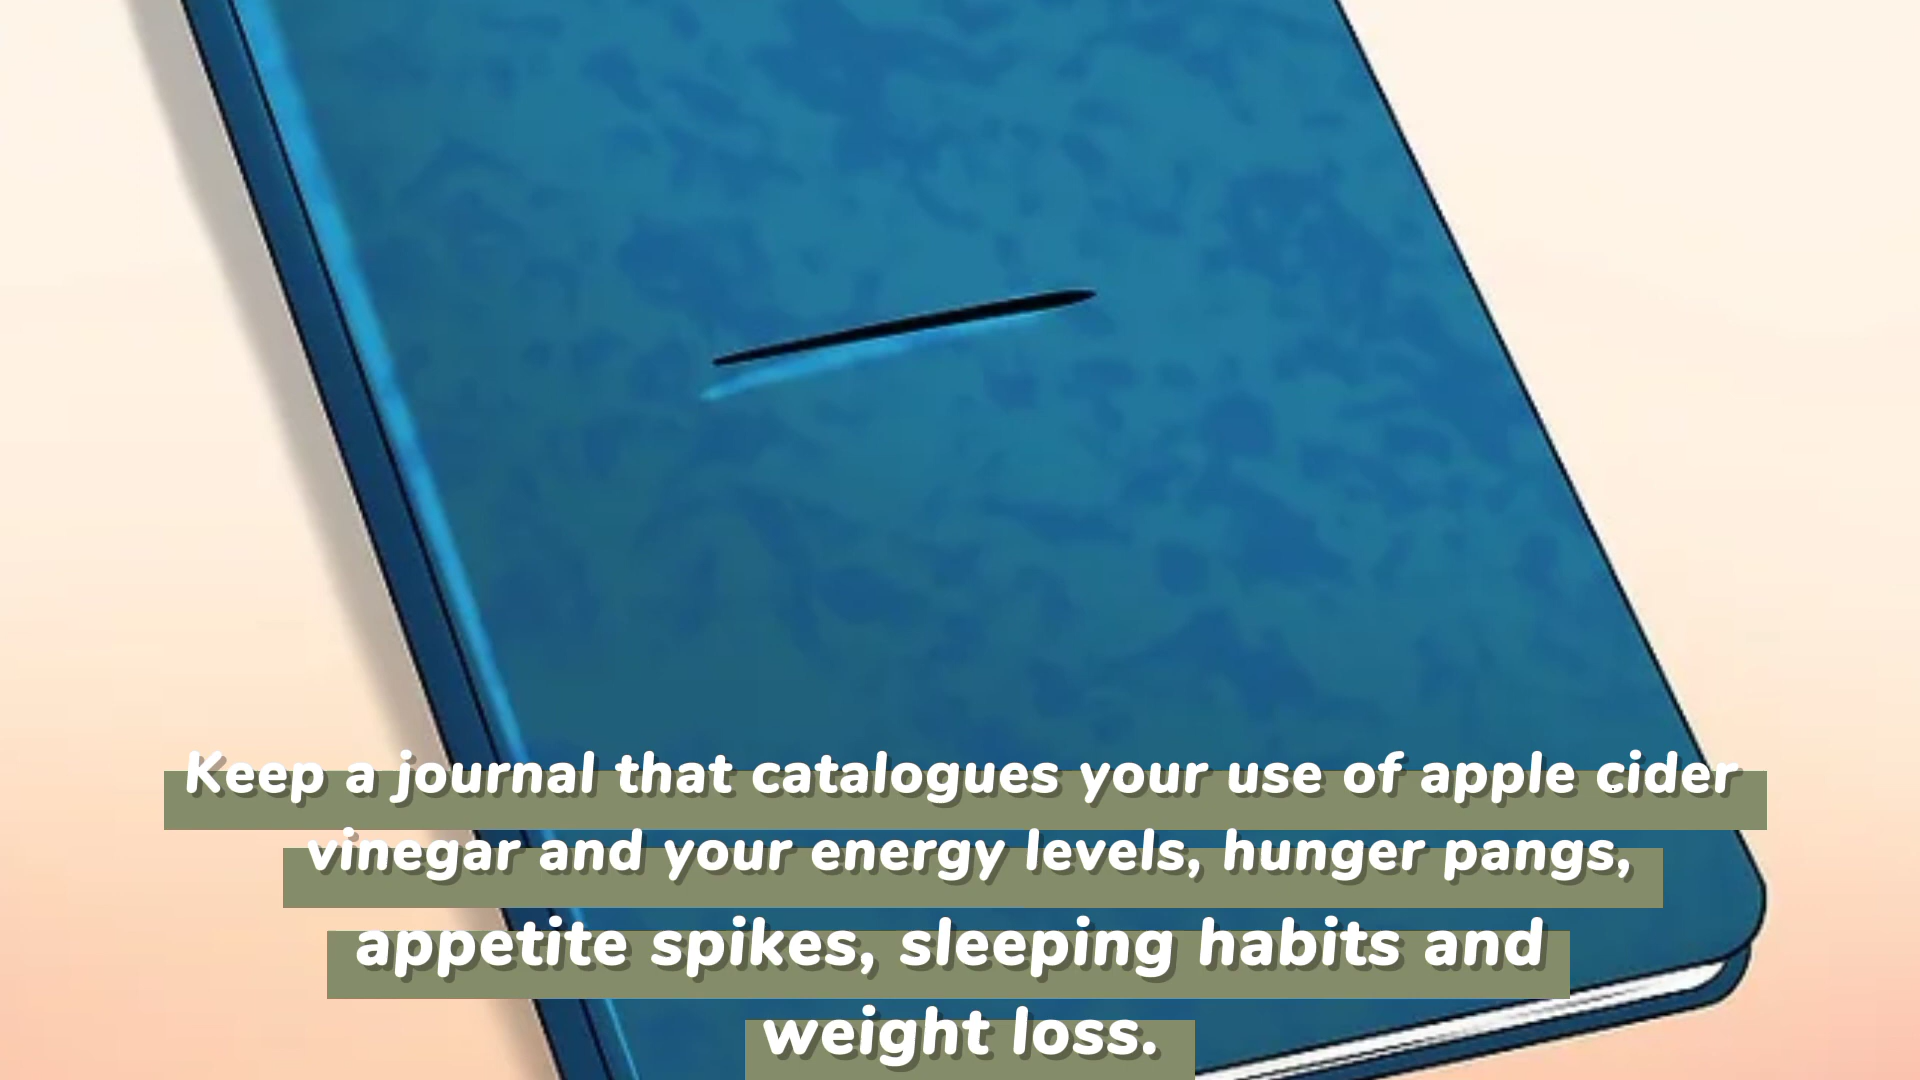 Keep a journal that catalogues your use of apple cider
vinegar and your energy levels, hunger pangs,
appetite spikes, sleeping habits and
weight loss.